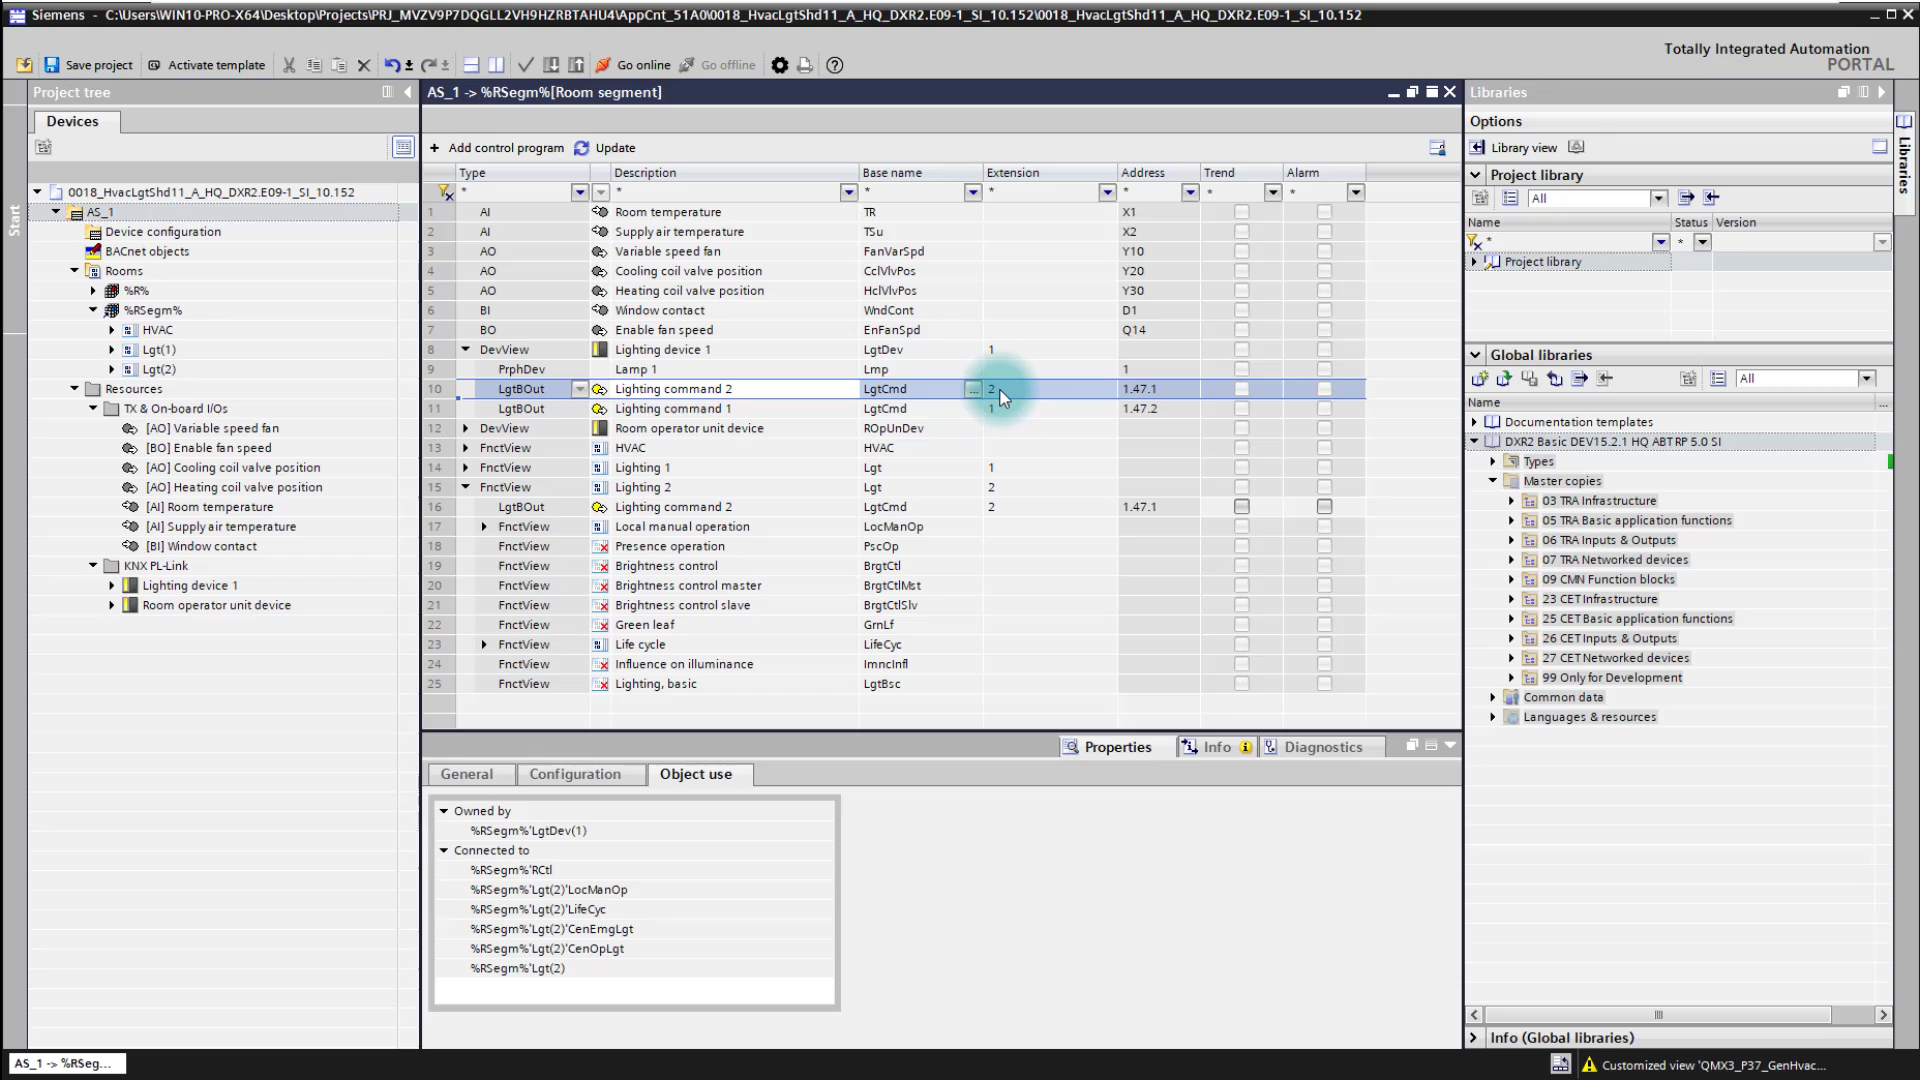 Siemens - C:\Users\WIN10-PRO-X64\Desktop\Projects\PRJ_MVZV9P7DQGLL2VH9HZRBTAHU4\AppCnt_51A0\0018_HvacLgtShd11_A_HQ_DXR2.E09-1_SI_10.152\0018_HvacLgtShd11_A_HQ_DXR2.E09-1_SI_10.152
Totally Integrated Automation
PORTAL
Save project Activate template Go online Go offline
Project tree
Devices
Start
0018_HvacLgtShd11_A_HQ_DXR2.E09-1_SI_10.152
AS_1
Device configuration
BACnet objects
Rooms
%R%
%RSegm%
HVAC
Lgt(1)
Lgt(2)
Resources
TX & On-board I/Os
[AO] Variable speed fan
[BO] Enable fan speed
[AO] Cooling coil valve position
[AO] Heating coil valve position
[AI] Room temperature
[AI] Supply air temperature
[BI] Window contact
KNX PL-Link
Lighting device 1
Room operator unit device
AS_1 -> %RSegm%[Room segment]
+ Add control program Update
Type Description Base name Extension Address Trend Alarm
* * * * * * *
1 AI Room temperature TR X1
2 AI Supply air temperature TSu X2
3 AO Variable speed fan FanVarSpd Y10
4 AO Cooling coil valve position CclVlvPos Y20
5 AO Heating coil valve position HclVlvPos Y30
6 BI Window contact WndCont D1
7 BO Enable fan speed EnFanSpd Q14
8 DevView Lighting device 1 LgtDev 1
9 PrphDev Lamp 1 Lmp 1
10 LgtBOut Lighting command 2 LgtCmd ... 2 1.47.1
11 LgtBOut Lighting command 1 LgtCmd 1 1.47.2
12 DevView Room operator unit device ROpUnDev
13 FnctView HVAC HVAC
14 FnctView Lighting 1 Lgt 1
15 FnctView Lighting 2 Lgt 2
16 LgtBOut Lighting command 2 LgtCmd 2 1.47.1
17 FnctView Local manual operation LocManOp
18 FnctView Presence operation PscOp
19 FnctView Brightness control BrgtCtl
20 FnctView Brightness control master BrgtCtlMst
21 FnctView Brightness control slave BrgtCtlSlv
22 FnctView Green leaf GrnLf
23 FnctView Life cycle LifeCyc
24 FnctView Influence on illuminance ImncInfl
25 FnctView Lighting, basic LgtBsc
Properties Info Diagnostics
General Configuration Object use
Owned by
%RSegm%'LgtDev(1)
Connected to
%RSegm%'RCtl
%RSegm%'Lgt(2)'LocManOp
%RSegm%'Lgt(2)'LifeCyc
%RSegm%'Lgt(2)'CenEmgLgt
%RSegm%'Lgt(2)'CenOpLgt
%RSegm%'Lgt(2)
Libraries
Options
Library view
Project library
All
Name Status Version
* *
Project library
Global libraries
All
Name ...
Documentation templates
DXR2 Basic DEV15.2.1 HQ ABT RP 5.0 SI
Types
Master copies
03 TRA Infrastructure
05 TRA Basic application functions
06 TRA Inputs & Outputs
07 TRA Networked devices
09 CMN Function blocks
23 CET Infrastructure
25 CET Basic application functions
26 CET Inputs & Outputs
27 CET Networked devices
99 Only for Development
Common data
Languages & resources
Info (Global libraries)
Libraries
AS_1 -> %RSeg...
Customized view 'QMX3_P37_GenHvac...